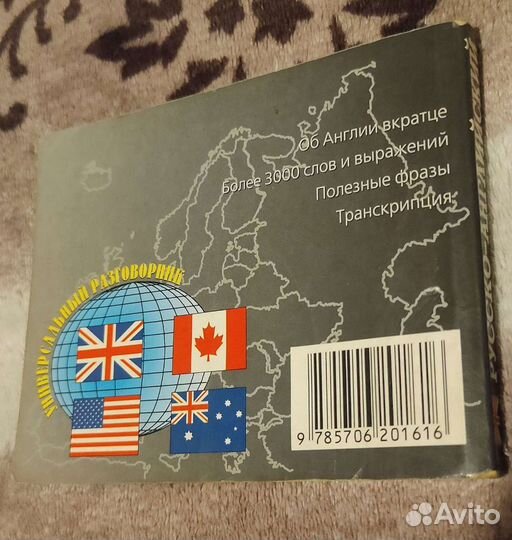 Об Англии вкратце
Более 3000 слов и выражений
Полезные фразы
Транскрипция
УНИВЕРСАЛЬНЫЙ РАЗГОВОРНИК
9 785706 201616
Avito